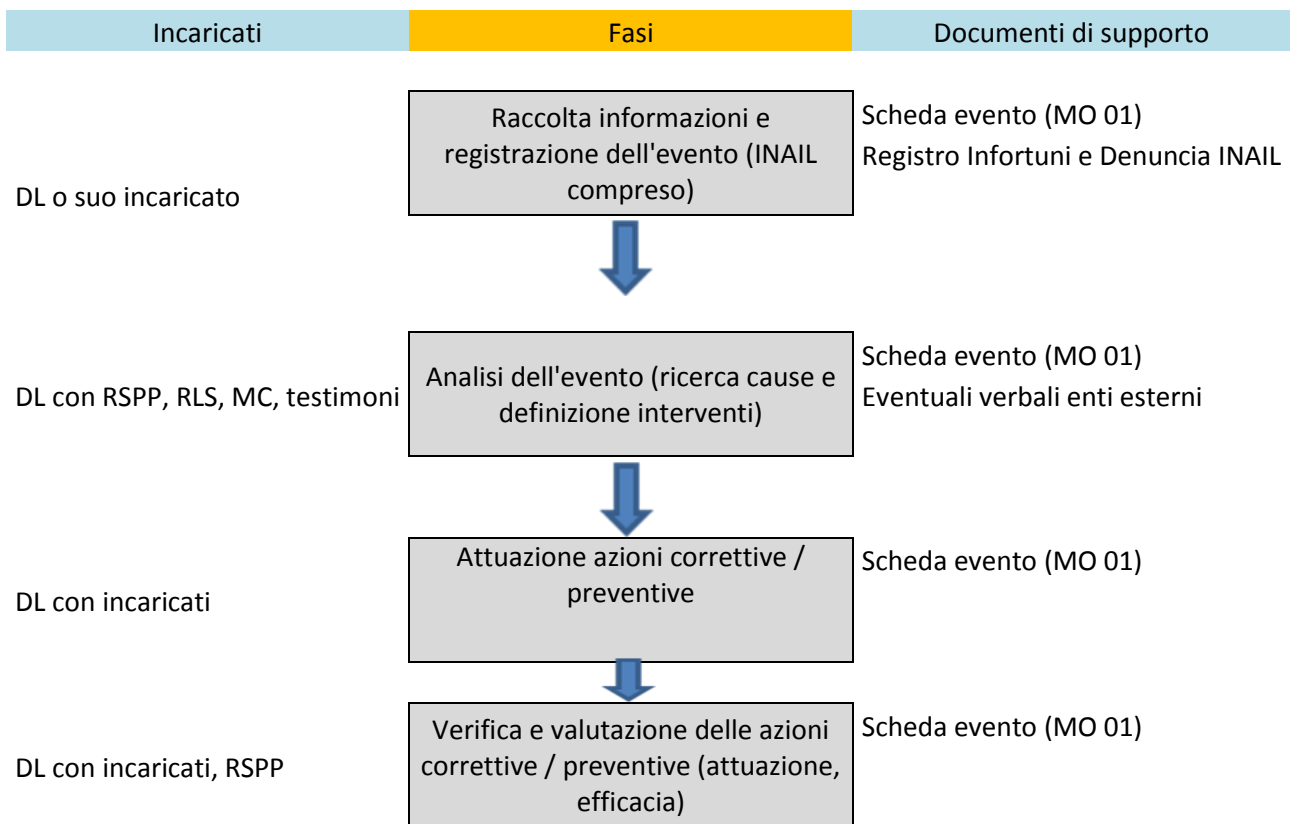 Incaricati
Fasi
Documenti di supporto
DL o suo incaricato
Raccolta informazioni e
registrazione dell'evento (INAIL
compreso)
Scheda evento (MO 01)
Registro Infortuni e Denuncia INAIL
DL con RSPP, RLS, MC, testimoni
Analisi dell'evento (ricerca cause e
definizione interventi)
Scheda evento (MO 01)
Eventuali verbali enti esterni
DL con incaricati
Attuazione azioni correttive /
preventive
Scheda evento (MO 01)
DL con incaricati, RSPP
Verifica e valutazione delle azioni
correttive / preventive (attuazione,
efficacia)
Scheda evento (MO 01)